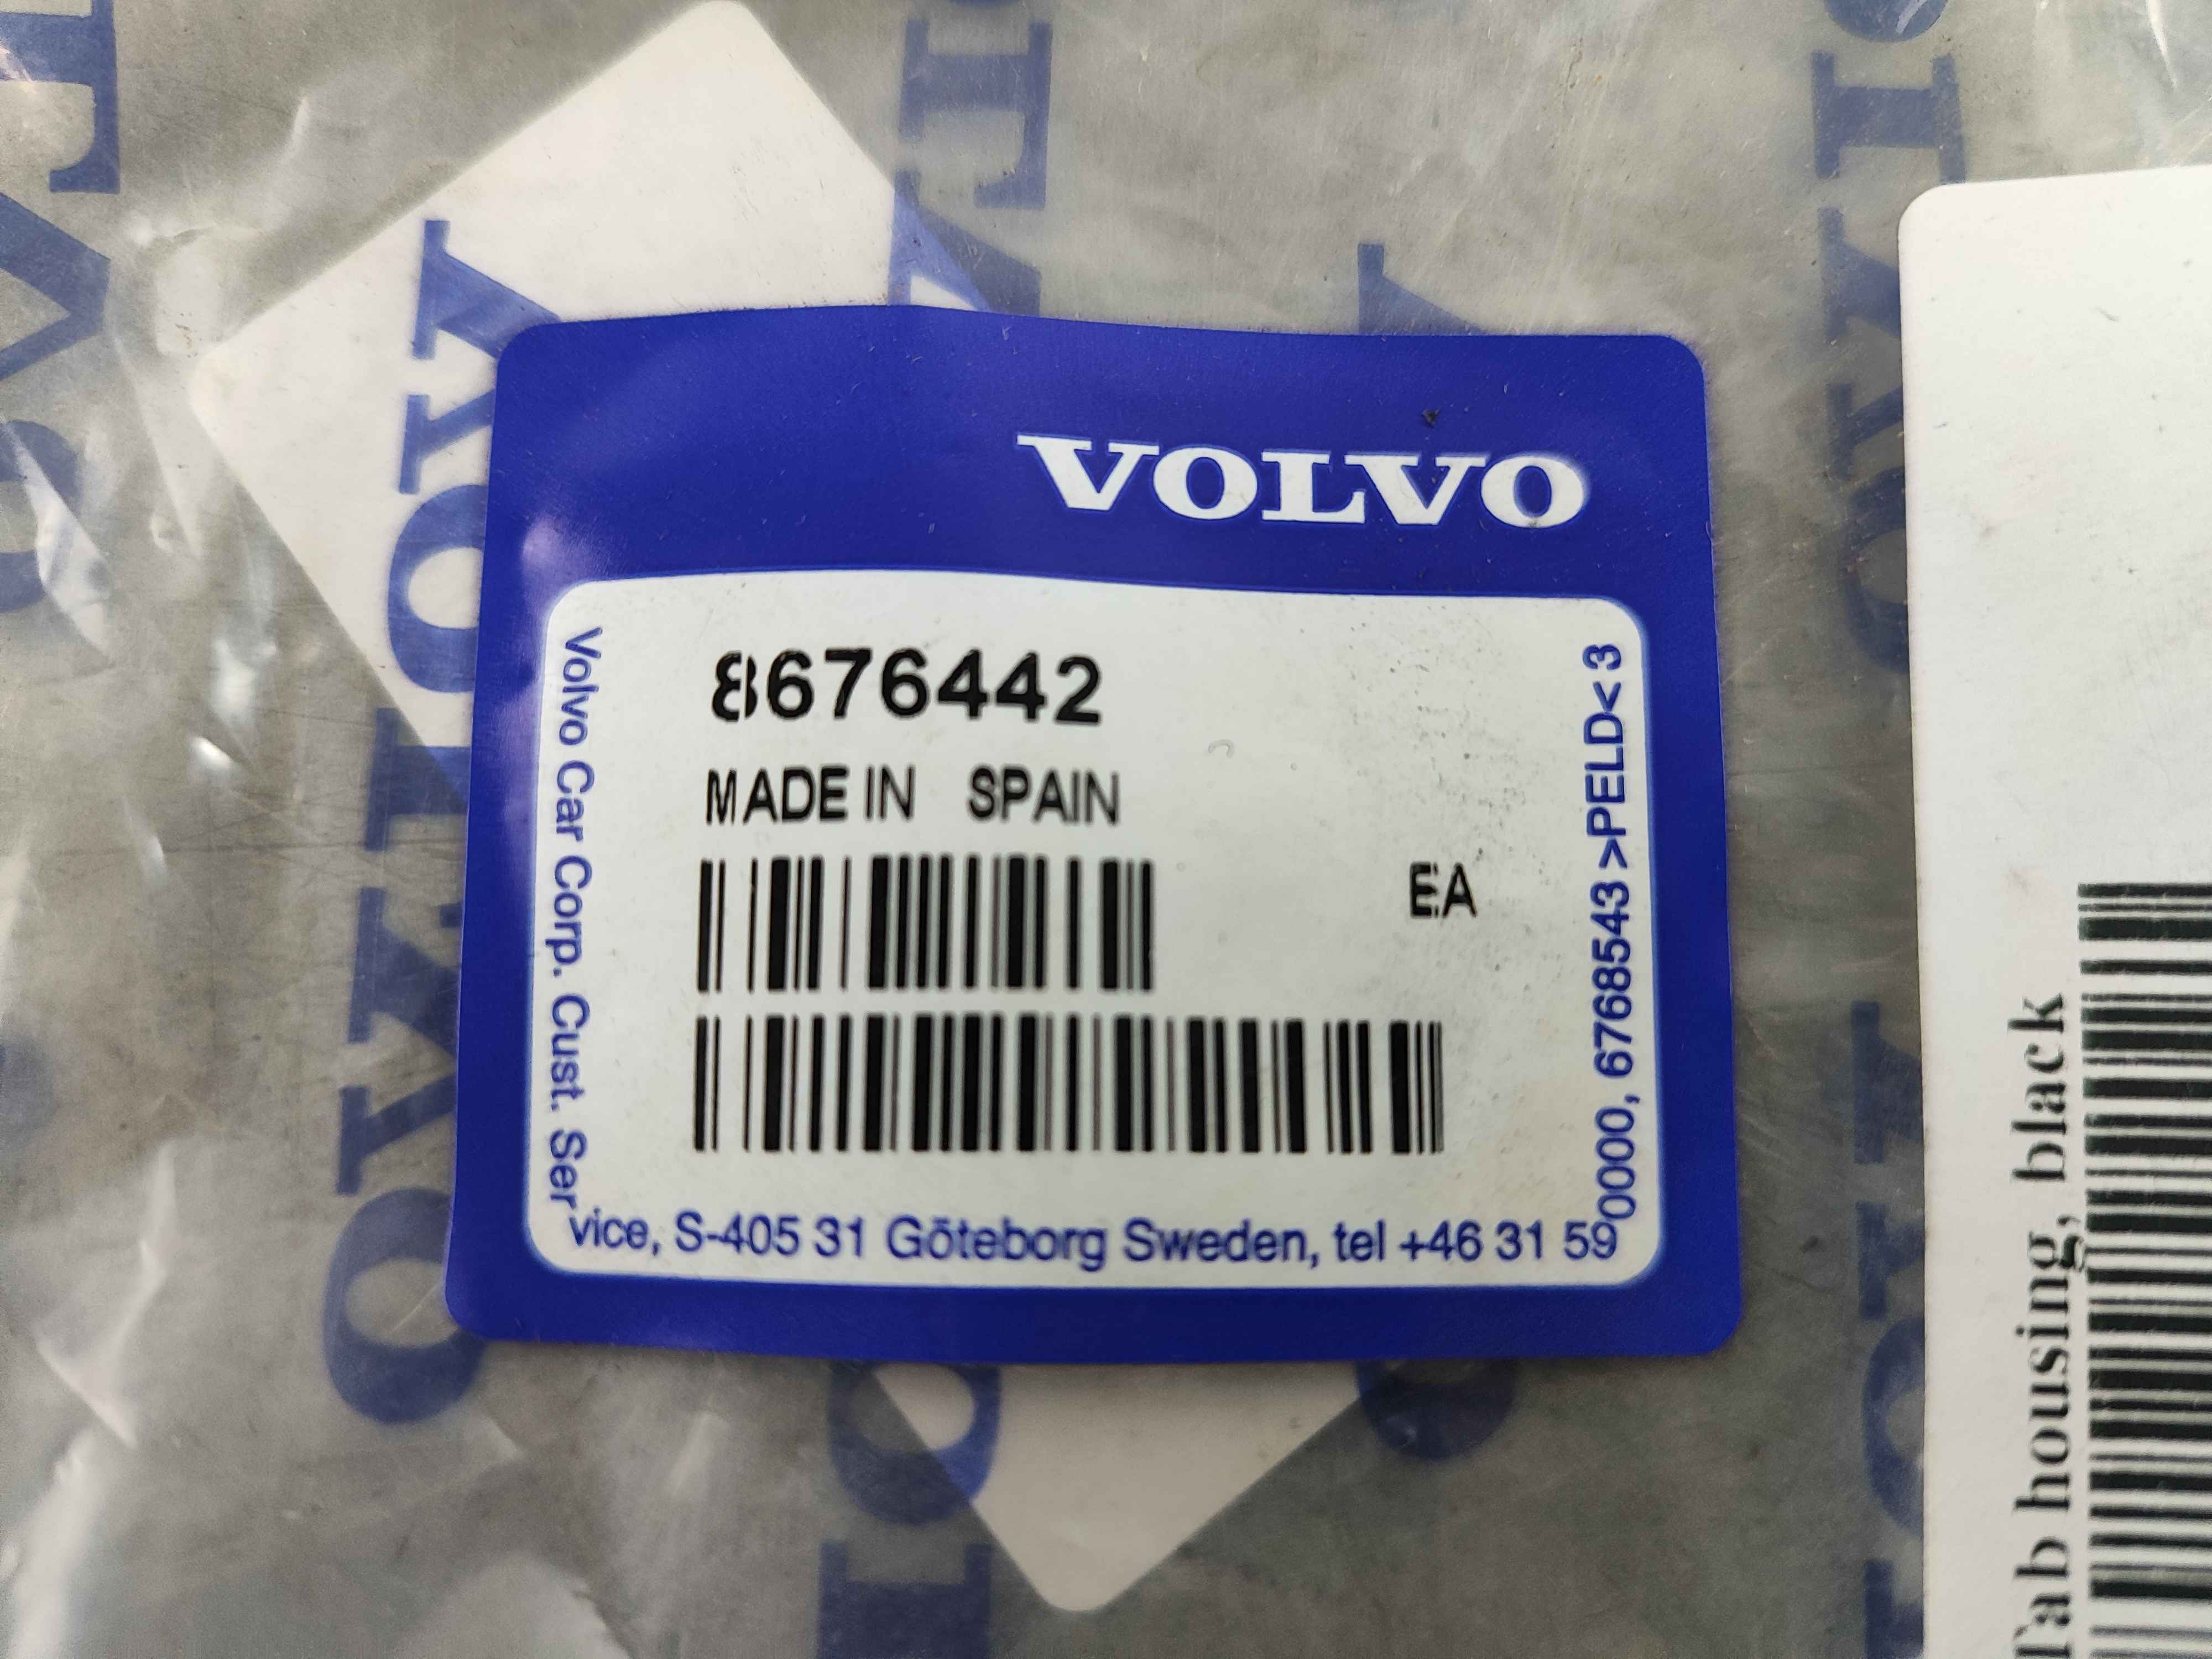 VOLVO
8676442
MADE IN SPAIN
EA
Volvo Car Corp. Cust. Service, S-405 31 Göteborg Sweden, tel +46 31 590000, 6768543 >PELD< 3
Tab housing, black
VOLVO